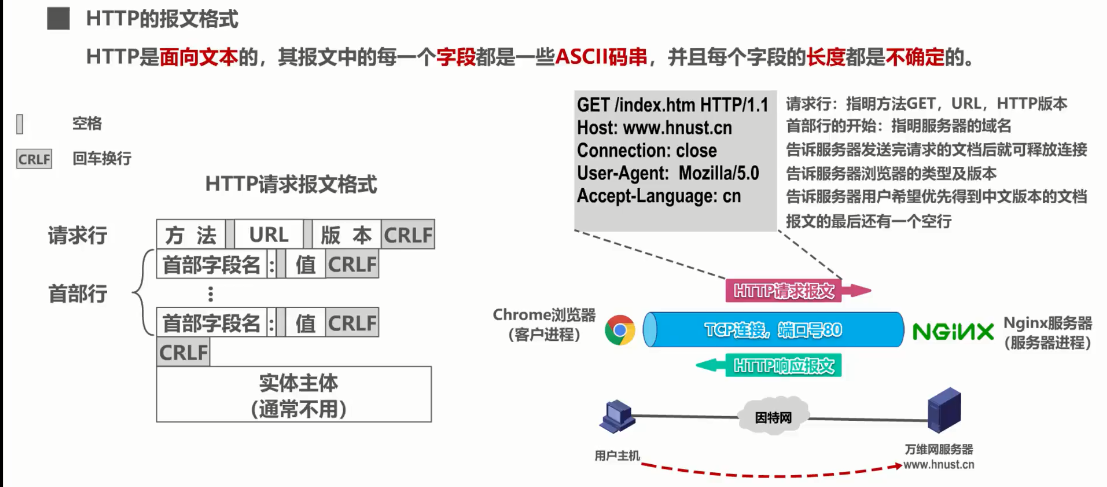 HTTP的报文格式
HTTP是面向文本的，其报文中的每一个字段都是一些ASCII码串，并且每个字段的长度都是不确定的。
空格
CRLF 回车换行
HTTP请求报文格式
请求行 方 法 URL 版 本 CRLF
首部行
首部字段名: 值 CRLF
⋮
首部字段名: 值 CRLF
CRLF
实体主体
（通常不用）
GET /index.htm HTTP/1.1 请求行：指明方法GET，URL，HTTP版本
Host: www.hnust.cn 首部行的开始：指明服务器的域名
Connection: close 告诉服务器发送完请求的文档后就可释放连接
User-Agent: Mozilla/5.0 告诉服务器浏览器的类型及版本
Accept-Language: cn 告诉服务器用户希望优先得到中文版本的文档
报文的最后还有一个空行
HTTP请求报文
Chrome浏览器
（客户进程）
TCP连接，端口号80
NGiNX
Nginx服务器
（服务器进程）
HTTP响应报文
因特网
用户主机
万维网服务器
www.hnust.cn